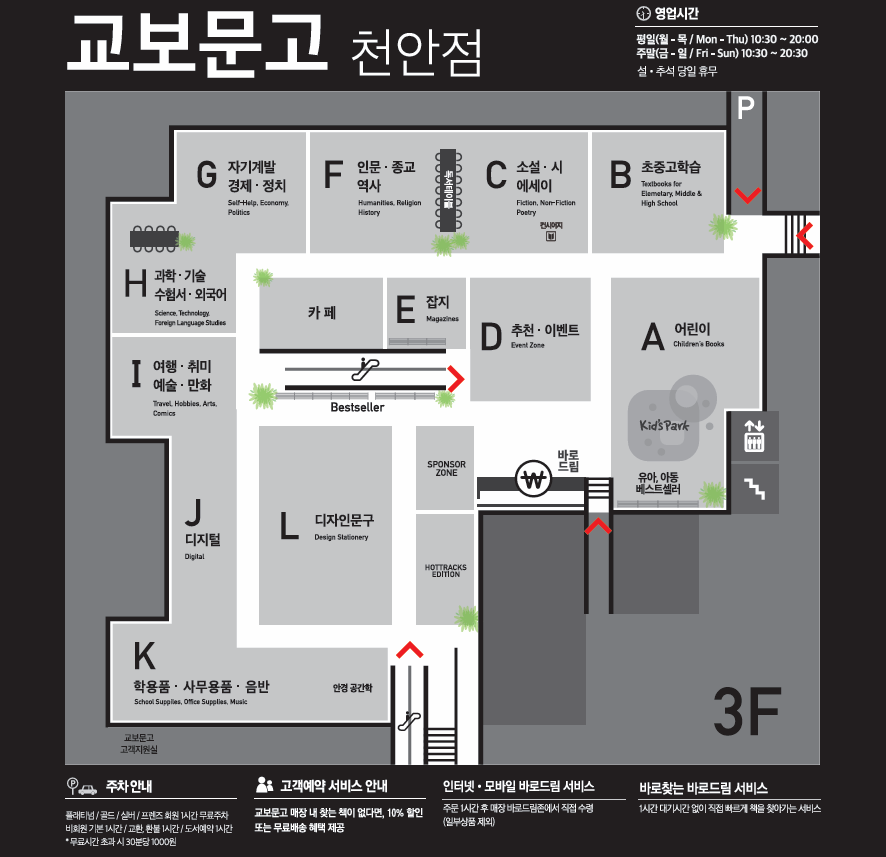 교보문고 천안점
영업시간
평일(월 - 목 / Mon - Thu) 10:30 ~ 20:00
주말(금 - 일 / Fri - Sun) 10:30 ~ 20:30
설 • 추석 당일 휴무
P
G 자기계발
경제 · 정치
Self-Help, Economy,
Politics
F 인문 · 종교
역사
Humanities, Religion
History
독서테이블
C 소설 · 시
에세이
Fiction, Non-Fiction
Poetry
컨시어지
B 초중고학습
Textbooks for
Elemetary, Middle &
High School
H 과학 · 기술
수험서 · 외국어
Science, Technology,
Foreign Language Studies
카페
E 잡지
Magazines
D 추천 · 이벤트
Event Zone
A 어린이
Children's Books
I 여행 · 취미
예술 · 만화
Travel, Hobbies, Arts,
Comics
Bestseller
Kid'sPark
유아, 아동
베스트셀러
SPONSOR
ZONE
바로
드림
₩
J
디지털
Digital
L 디자인문구
Design Stationery
HOTTRACKS
EDITION
K
학용품 · 사무용품 · 음반
School Supplies, Office Supplies, Music
안경 공간학
3F
교보문고
고객지원실
주차 안내
플래티넘 / 골드 / 실버 / 프렌즈 회원 1시간 무료주차
비회원 기본 1시간 / 교환, 환불 1시간 / 도서예약 1시간
* 무료시간 초과 시 30분당 1000원
고객예약 서비스 안내
교보문고 매장 내 찾는 책이 없다면, 10% 할인
또는 무료배송 혜택 제공
인터넷 • 모바일 바로드림 서비스
주문 1시간 후 매장 바로드림존에서 직접 수령
(일부상품 제외)
바로찾는 바로드림 서비스
1시간 대기시간 없이 직접 빠르게 책을 찾아가는 서비스